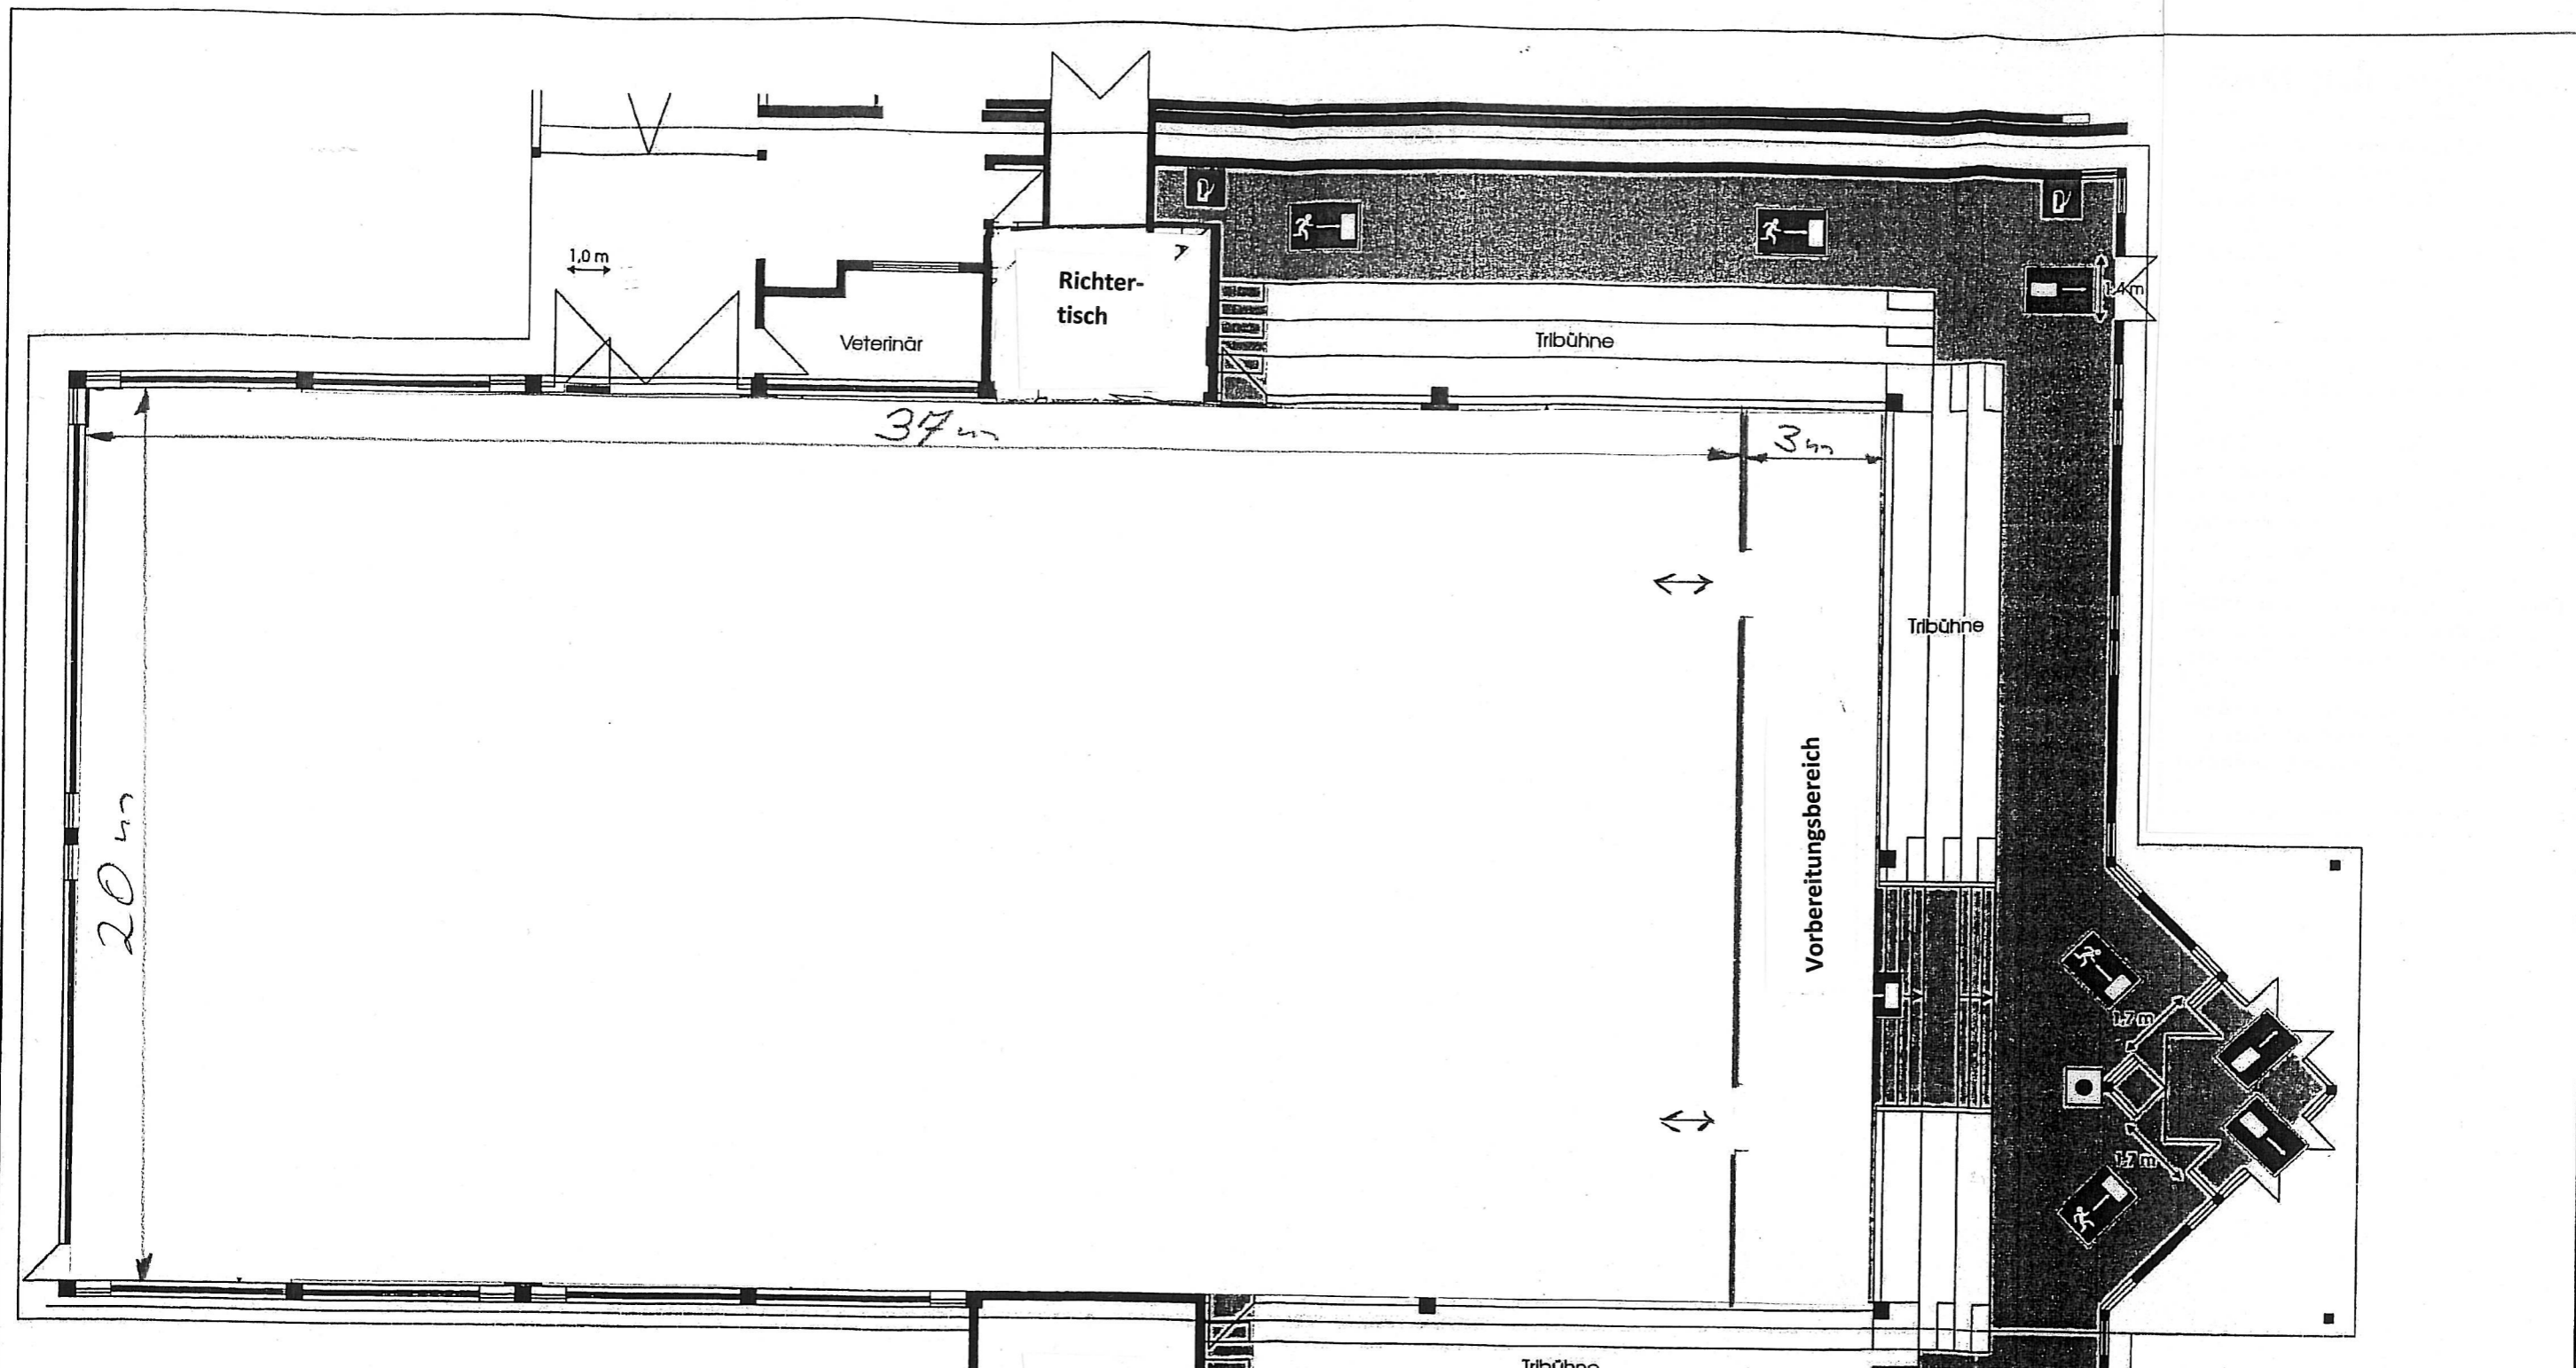 1,0 m
Richter-
tisch
Veterinär
Tribühne
1,4 m
37 m
3 m
Tribühne
20 m
Vorbereitungsbereich
1,7 m
1,7 m
Tribühne